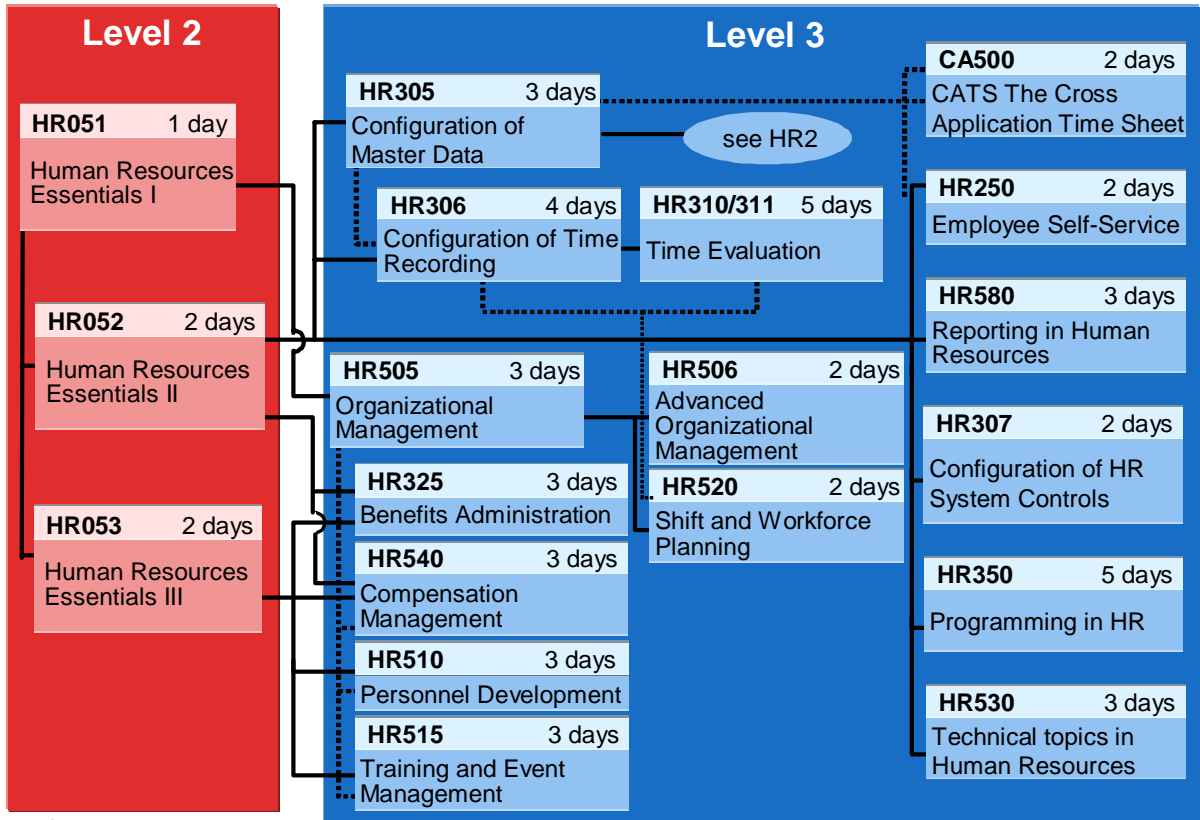 Level 2
HR051 1 day
Human Resources
Essentials I
HR052 2 days
Human Resources
Essentials II
HR053 2 days
Human Resources
Essentials III
Level 3
HR305 3 days
Configuration of
Master Data
see HR2
HR306 4 days
Configuration of Time
Recording
HR310/311 5 days
Time Evaluation
HR505 3 days
Organizational
Management
HR506 2 days
Advanced
Organizational
Management
HR520 2 days
Shift and Workforce
Planning
HR325 3 days
Benefits Administration
HR540 3 days
Compensation
Management
HR510 3 days
Personnel Development
HR515 3 days
Training and Event
Management
CA500 2 days
CATS The Cross
Application Time Sheet
HR250 2 days
Employee Self-Service
HR580 3 days
Reporting in Human
Resources
HR307 2 days
Configuration of HR
System Controls
HR350 5 days
Programming in HR
HR530 3 days
Technical topics in
Human Resources